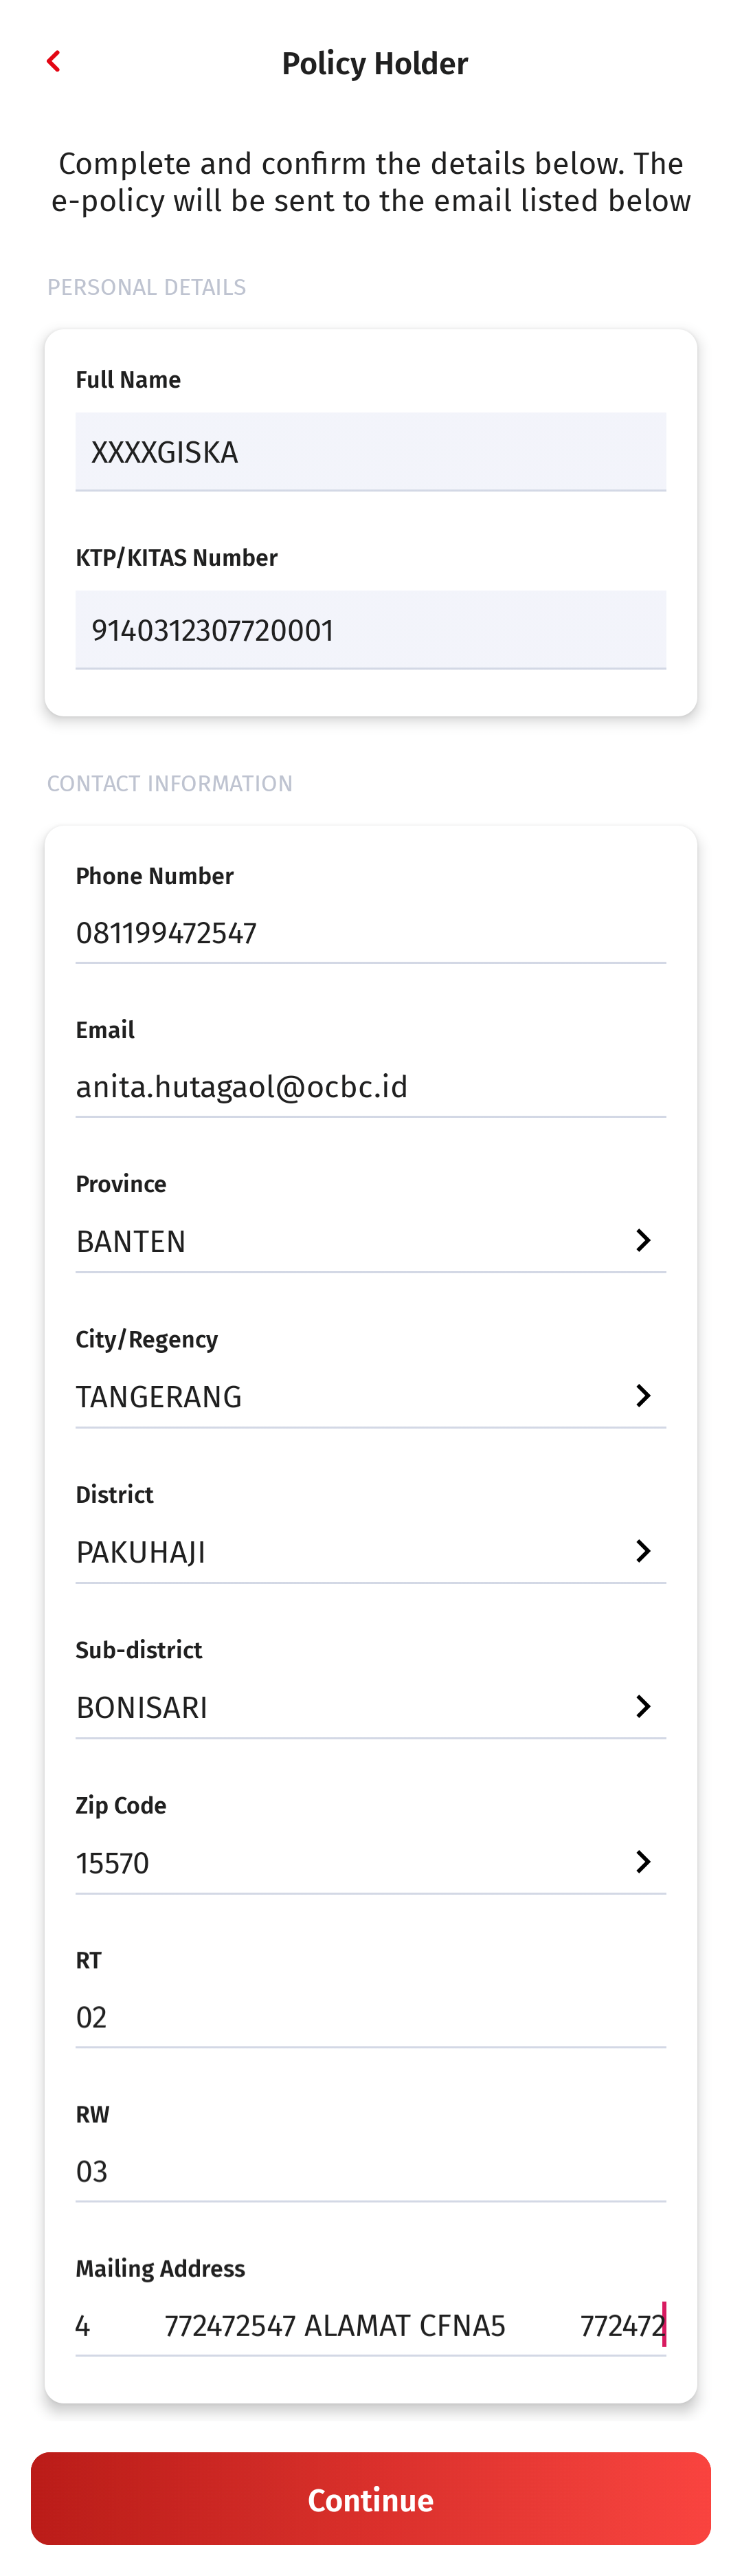 Policy Holder
Complete and confirm the details below. The
e-policy will be sent to the email listed below
PERSONAL DETAILS
Full Name
XXXXGISKA
KTP/KITAS Number
9140312307720001
CONTACT INFORMATION
Phone Number
081199472547
Email
anita.hutagaol@ocbc.id
Province
BANTEN
City/Regency
TANGERANG
District
PAKUHAJI
Sub-district
BONISARI
Zip Code
15570
RT
02
RW
03
Mailing Address
4 772472547 ALAMAT CFNA5 772472
Continue